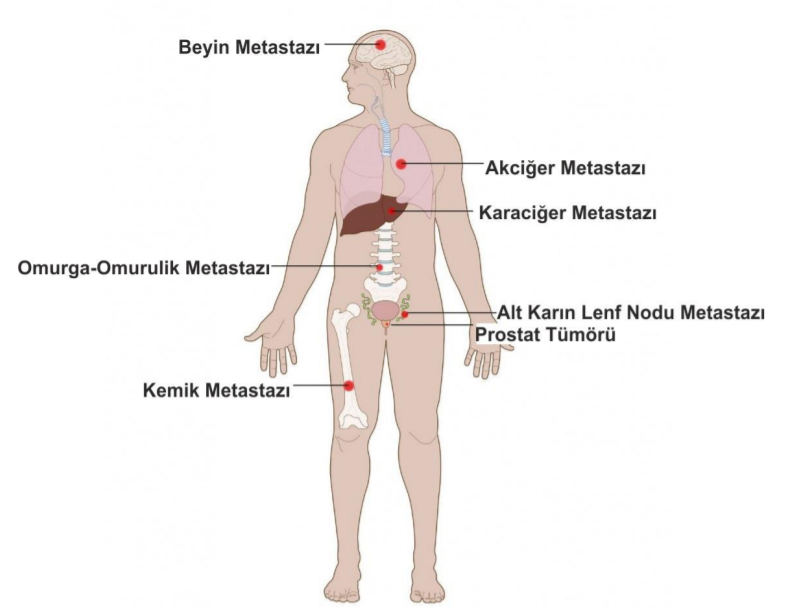 Beyin Metastazı
Akciğer Metastazı
Karaciğer Metastazı
Omurga-Omurulik Metastazı
Alt Karın Lenf Nodu Metastazı
Prostat Tümörü
Kemik Metastazı